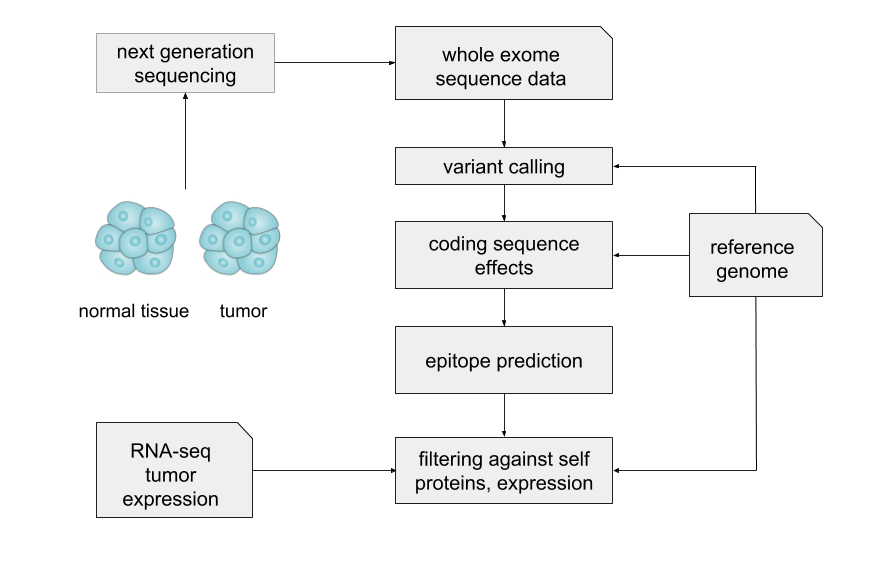 next generation
sequencing
whole exome
sequence data
variant calling
coding sequence
effects
reference
genome
normal tissue
tumor
epitope prediction
RNA-seq
tumor
expression
filtering against self
proteins, expression